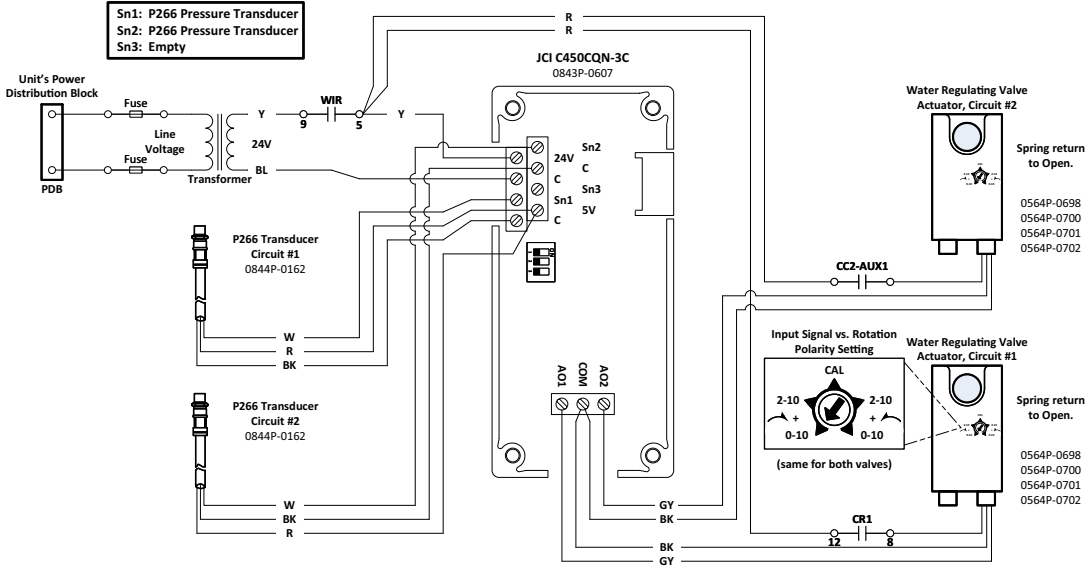 Sn1: P266 Pressure Transducer
Sn2: P266 Pressure Transducer
Sn3: Empty
R
R
JCI C450CQN-3C
0843P-0607
Unit's Power
Distribution Block
PDB
Fuse
Fuse
Line
Voltage
Transformer
24V
Y
BL
WIR
9
5
Y
Sn2
24V
C
C
Sn3
Sn1
5V
C
ON
1
2
3
P266 Transducer
Circuit #1
0844P-0162
W
R
BK
P266 Transducer
Circuit #2
0844P-0162
W
BK
R
AO1
COM
AO2
GY
BK
BK
GY
Water Regulating Valve
Actuator, Circuit #2
Spring return
to Open.
0564P-0698
0564P-0700
0564P-0701
0564P-0702
CC2-AUX1
Input Signal vs. Rotation
Polarity Setting
CAL
2-10
2-10
+
+
0-10
0-10
(same for both valves)
Water Regulating Valve
Actuator, Circuit #1
Spring return
to Open.
0564P-0698
0564P-0700
0564P-0701
0564P-0702
CR1
12
8